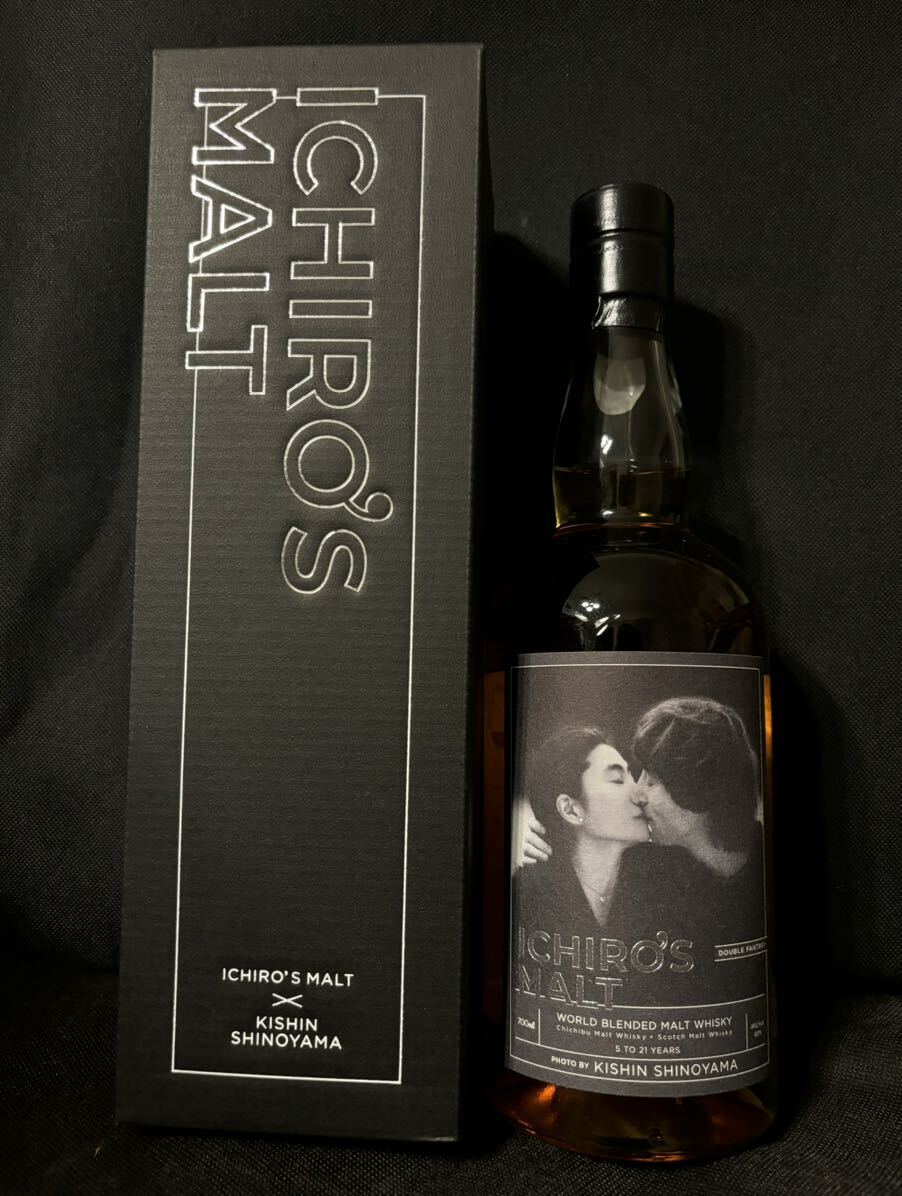 ICHIRO'S
MALT
ICHIRO'S MALT
×
KISHIN
SHINOYAMA
ICHIRO'S
MALT
DOUBLE FANTASY
700ml
WORLD BLENDED MALT WHISKY
Chichibu Malt Whisky + Scotch Malt Whisky
5 TO 21 YEARS
PHOTO BY KISHIN SHINOYAMA